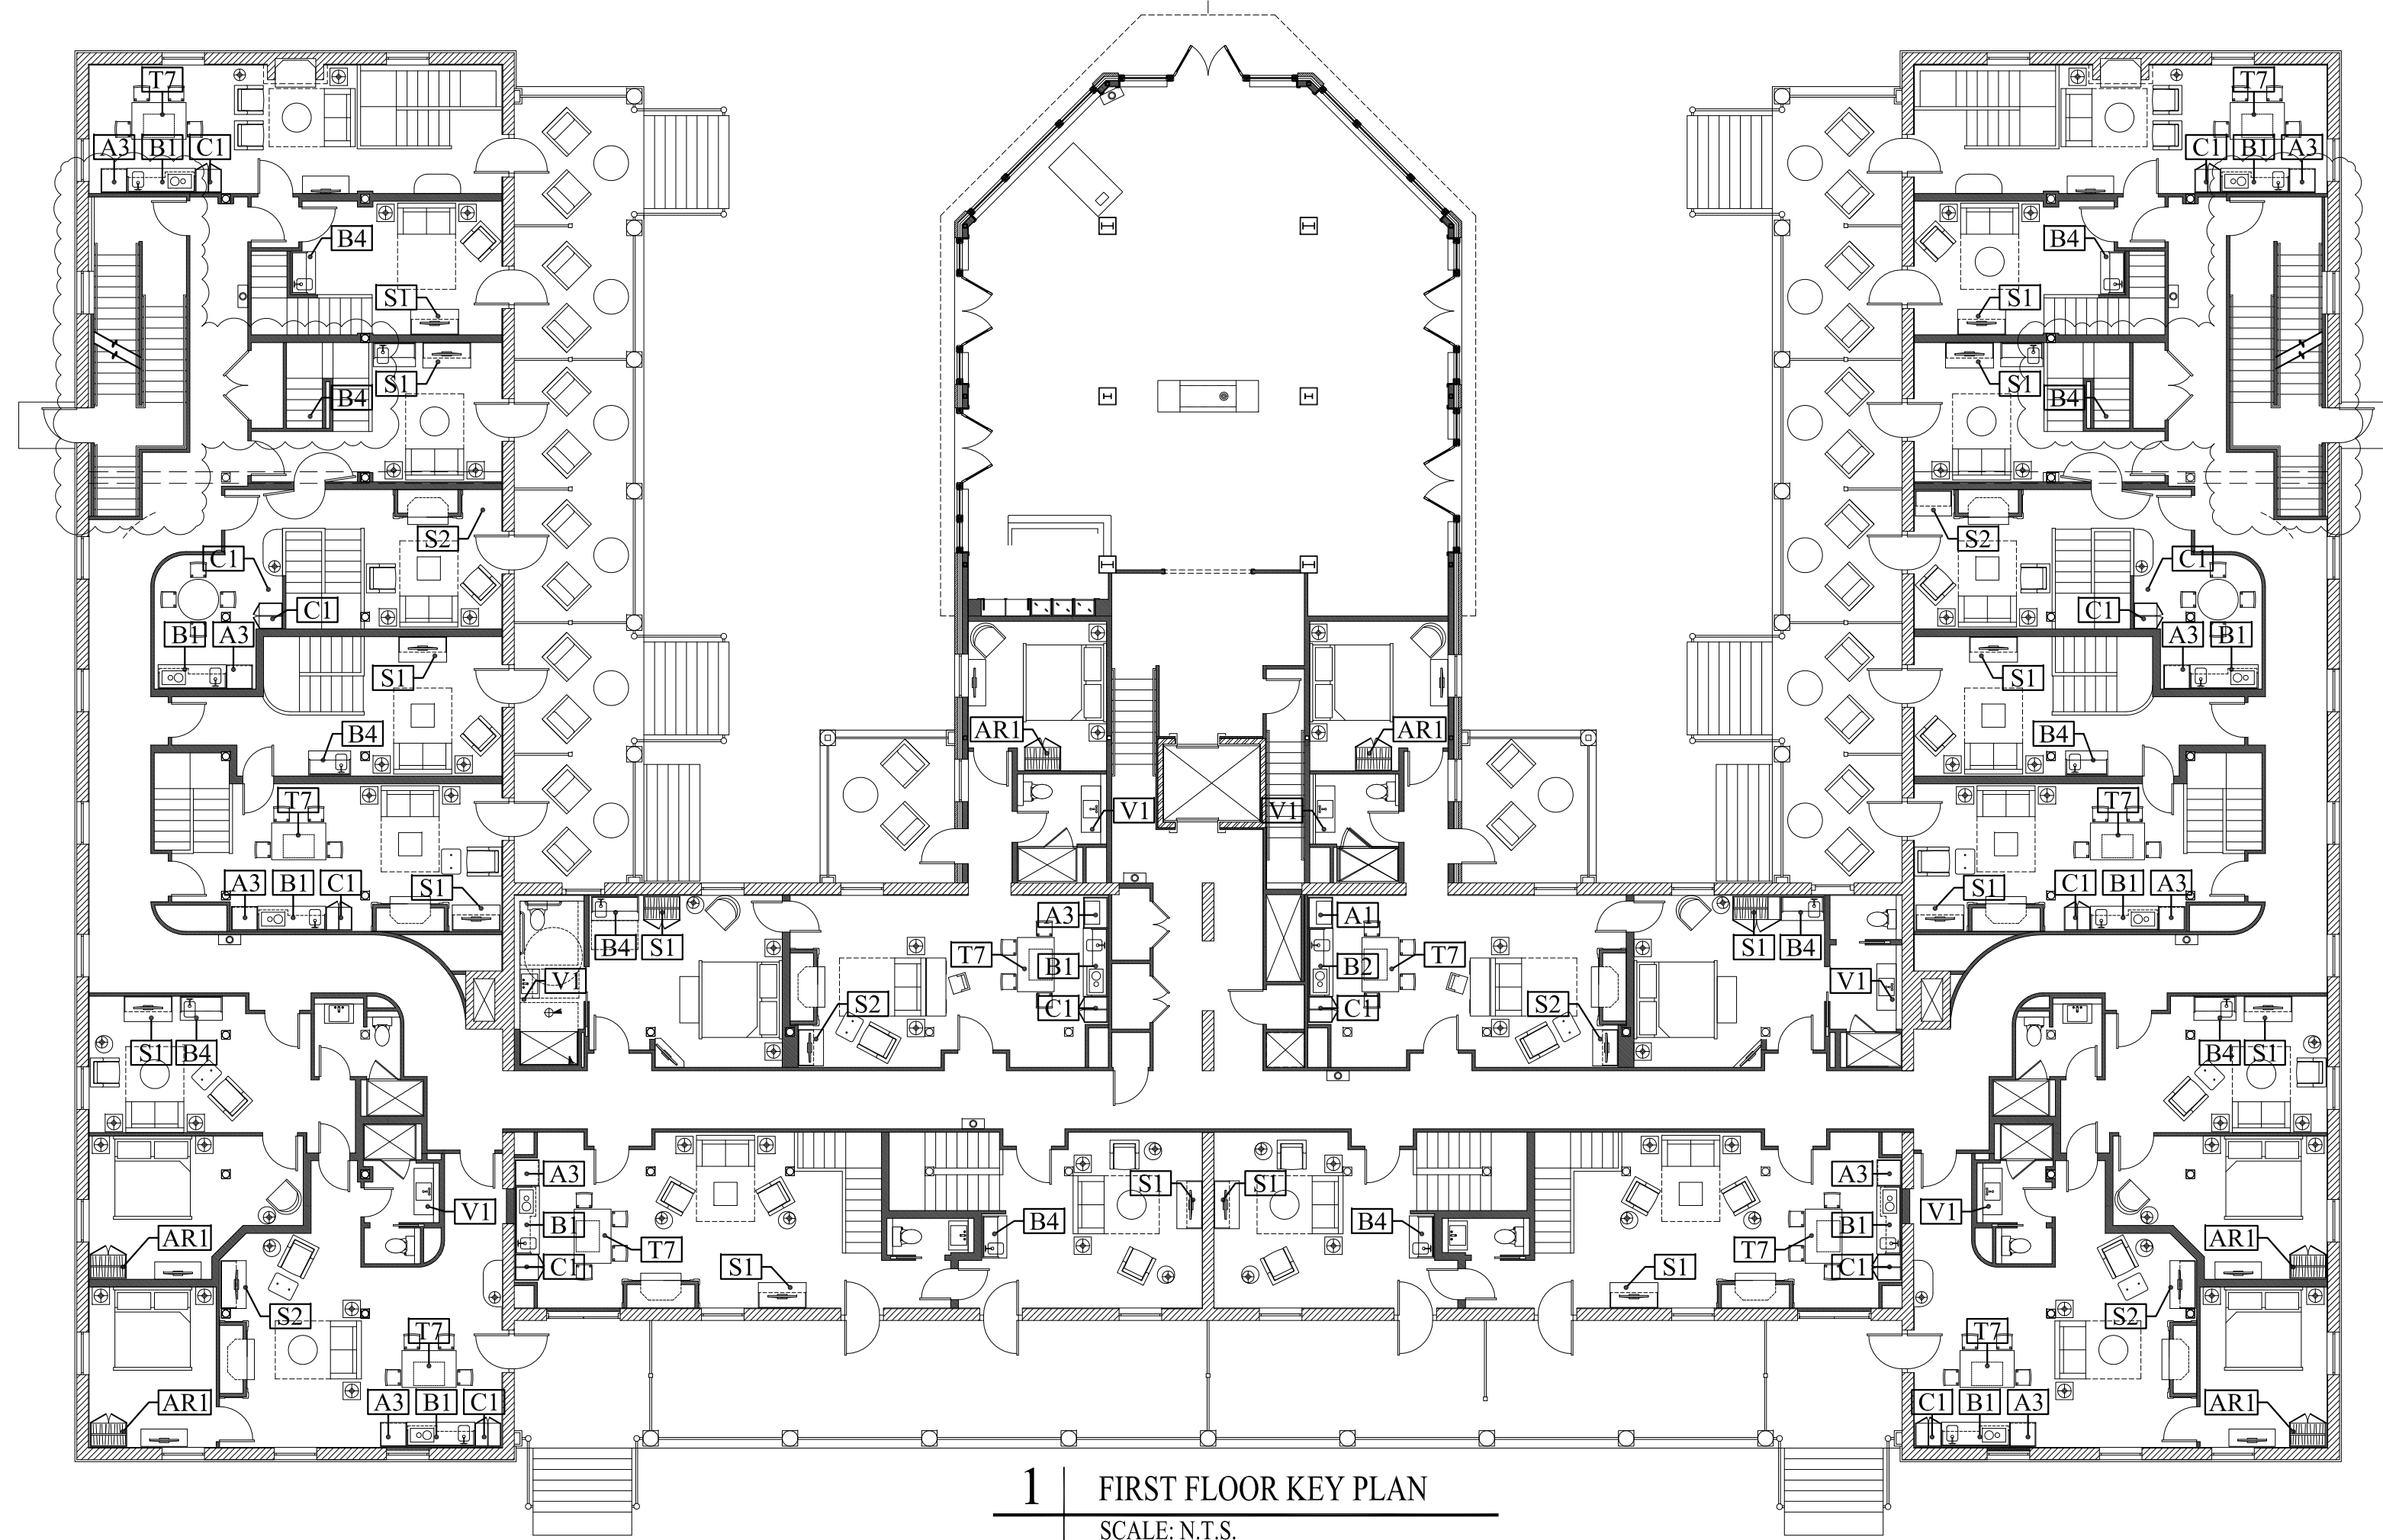 T7
T7
A3 B1 C1
C1 B1 A3
B4
B4
S1
S1
S1
S1
B4
B4
S2
S2
C1
C1
C1
C1
B1 A3
A3 B1
S1
S1
AR1
AR1
B4
B4
T7
T7
V1
V1
A3 B1 C1
S1
S1
C1 B1 A3
A3
A1
B4 S1
S1 B4
T7
T7
B1
B2
V1
V1
S2
C1
C1
S2
S1 B4
B4 S1
A3
A3
S1
S1
V1
V1
B1
B4
B4
B1
AR1
T7
T7
AR1
C1
S1
S1
C1
S2
S2
T7
T7
AR1
A3 B1 C1
C1 B1 A3
AR1
1
FIRST FLOOR KEY PLAN
SCALE: N.T.S.